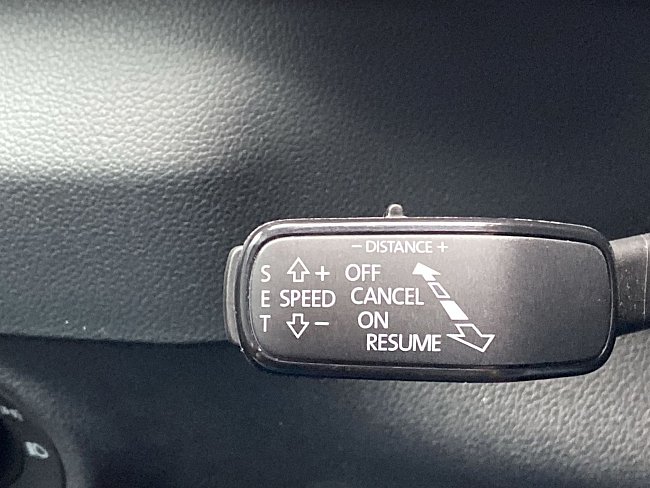 − DISTANCE +
S + OFF
E SPEED CANCEL
T − ON
RESUME